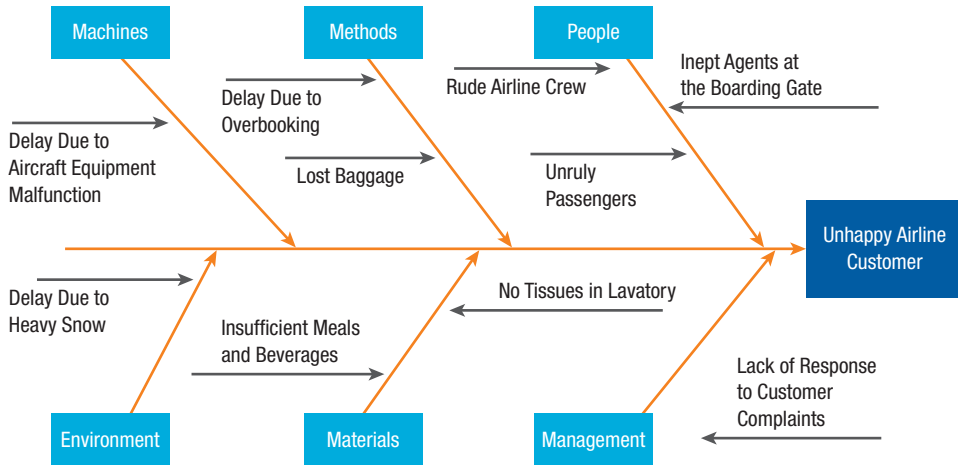 Machines
Methods
People
Inept Agents at
the Boarding Gate
Rude Airline Crew
Delay Due to
Overbooking
Delay Due to
Aircraft Equipment
Malfunction
Lost Baggage
Unruly
Passengers
Unhappy Airline
Customer
Delay Due to
Heavy Snow
No Tissues in Lavatory
Insufficient Meals
and Beverages
Lack of Response
to Customer
Complaints
Environment
Materials
Management